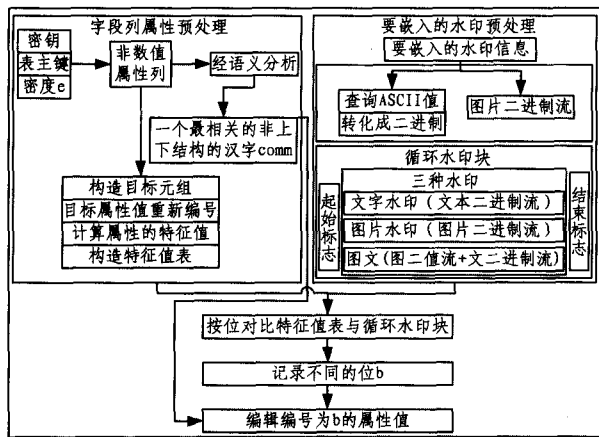 字段列属性预处理
密钥
表主键
密度e
非数值
属性列
经语义分析
一个最相关的非上
下结构的汉字comm
构造目标元组
目标属性值重新编号
计算属性的特征值
构造特征值表
要嵌入的水印预处理
要嵌入的水印信息
查询ASCII值
转化成二进制
图片二进制流
循环水印块
三种水印
起始标志
文字水印(文本二进制流)
图片水印(图片二进制流)
图文(图二值流+文二进制流)
结束标志
按位对比特征值表与循环水印块
记录不同的位b
编辑编号为b的属性值